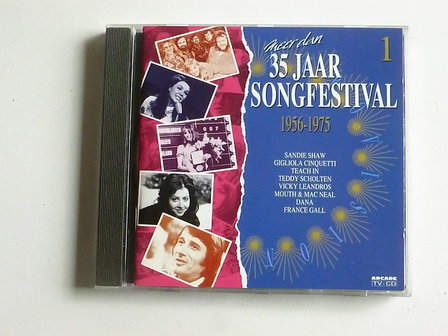 meer dan
1
35 JAAR
SONGFESTIVAL
1956-1975
SANDIE SHAW
GIGLIOLA CINQUETTI
TEACH IN
TEDDY SCHOLTEN
VICKY LEANDROS
MOUTH & MAC NEAL
DANA
FRANCE GALL
007
ARCADE
TV-CD